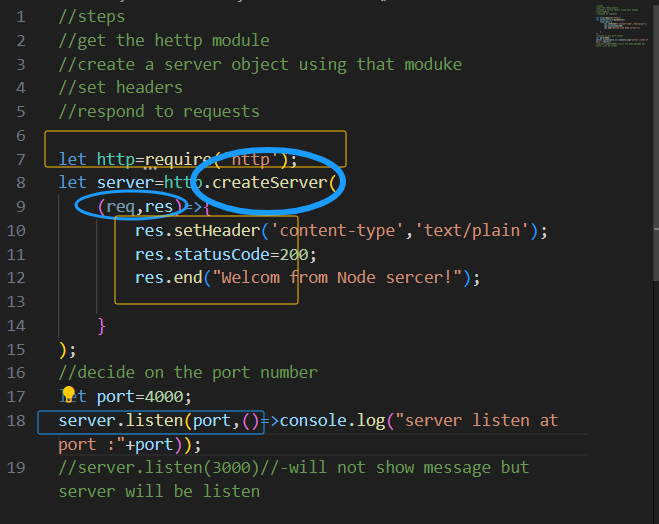 1 //steps
2 //get the hettp module
3 //create a server object using that moduke
4 //set headers
5 //respond to requests
6
7 let http=require('http');
8 let server=http.createServer(
9 (req,res)=>{
10 res.setHeader('content-type','text/plain');
11 res.statusCode=200;
12 res.end("Welcom from Node sercer!");
13
14 }
15 );
16 //decide on the port number
17 let port=4000;
18 server.listen(port,()=>console.log("server listen at
port :"+port));
19 //server.listen(3000)//-will not show message but
server will be listen